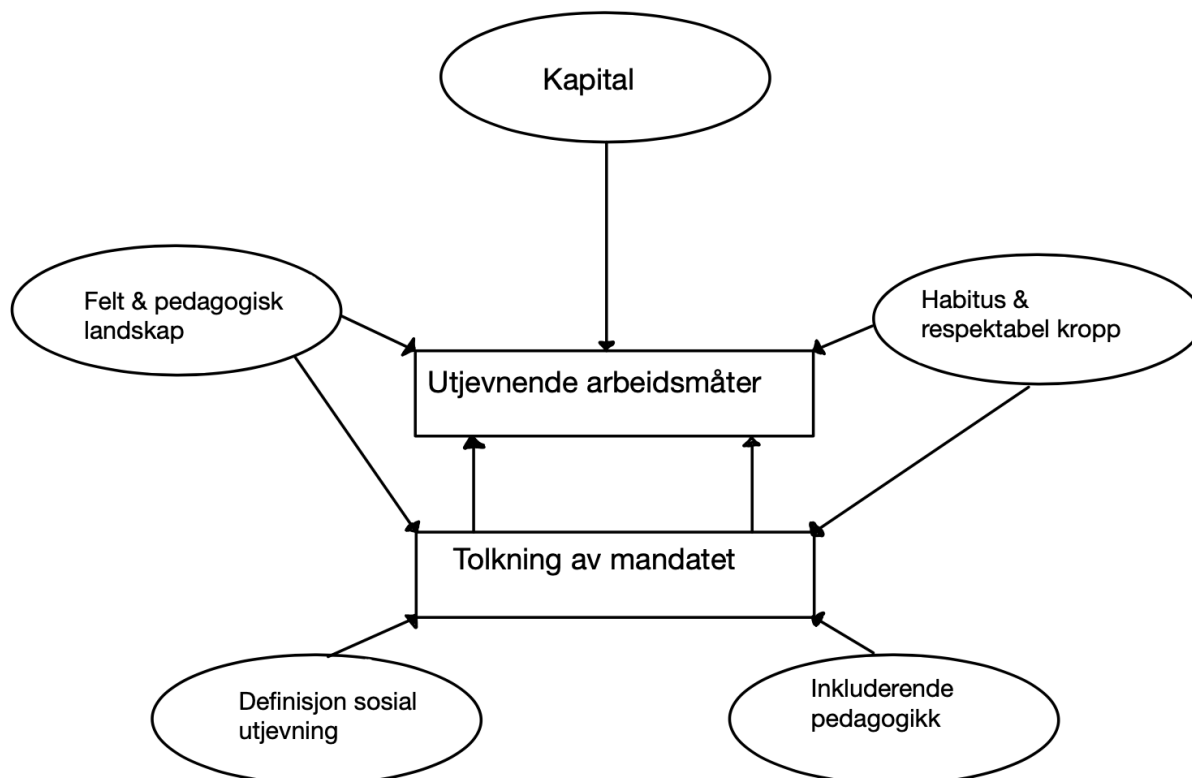 Kapital
Felt & pedagogisk
landskap
Habitus &
respektabel kropp
Utjevnende arbeidsmåter
Tolkning av mandatet
Definisjon sosial
utjevning
Inkluderende
pedagogikk